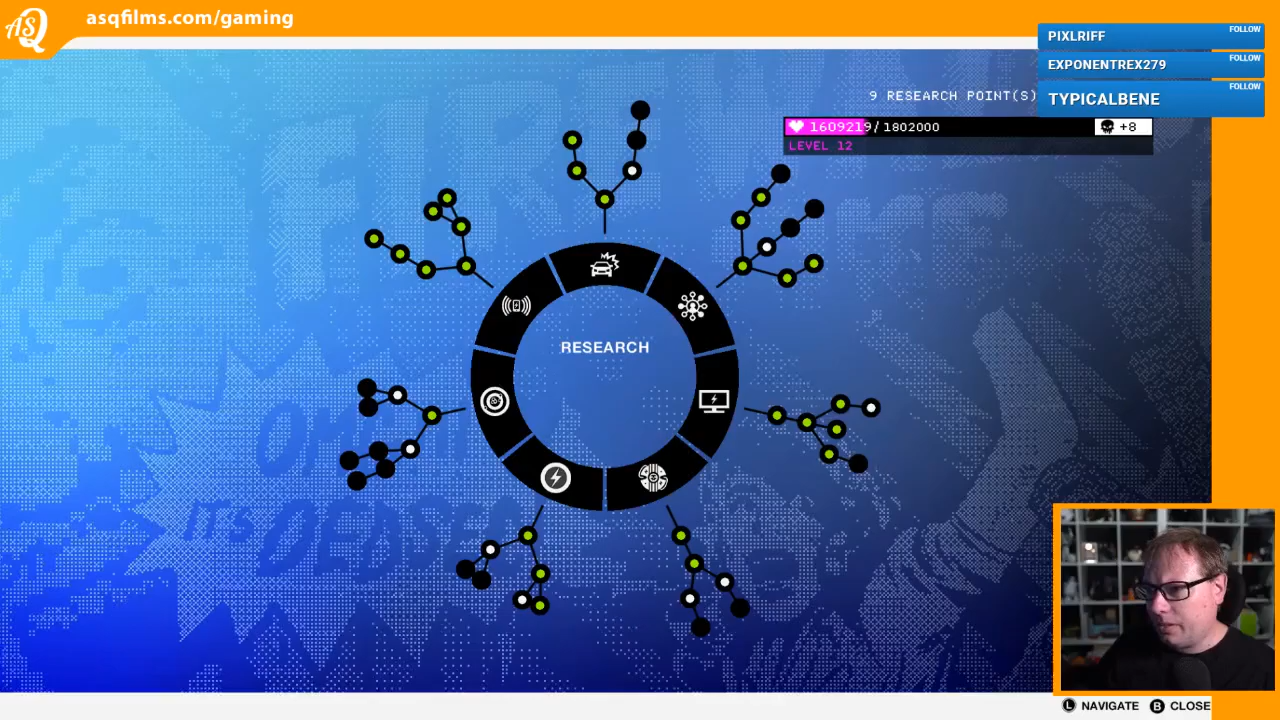 ASQ
asqfilms.com/gaming
PIXLRIFF FOLLOW
EXPONENTREX279 FOLLOW
TYPICALBENE FOLLOW
9 RESEARCH POINT(S)
1609219/1802000 +8
LEVEL 12
RESEARCH
L NAVIGATE B CLOSE